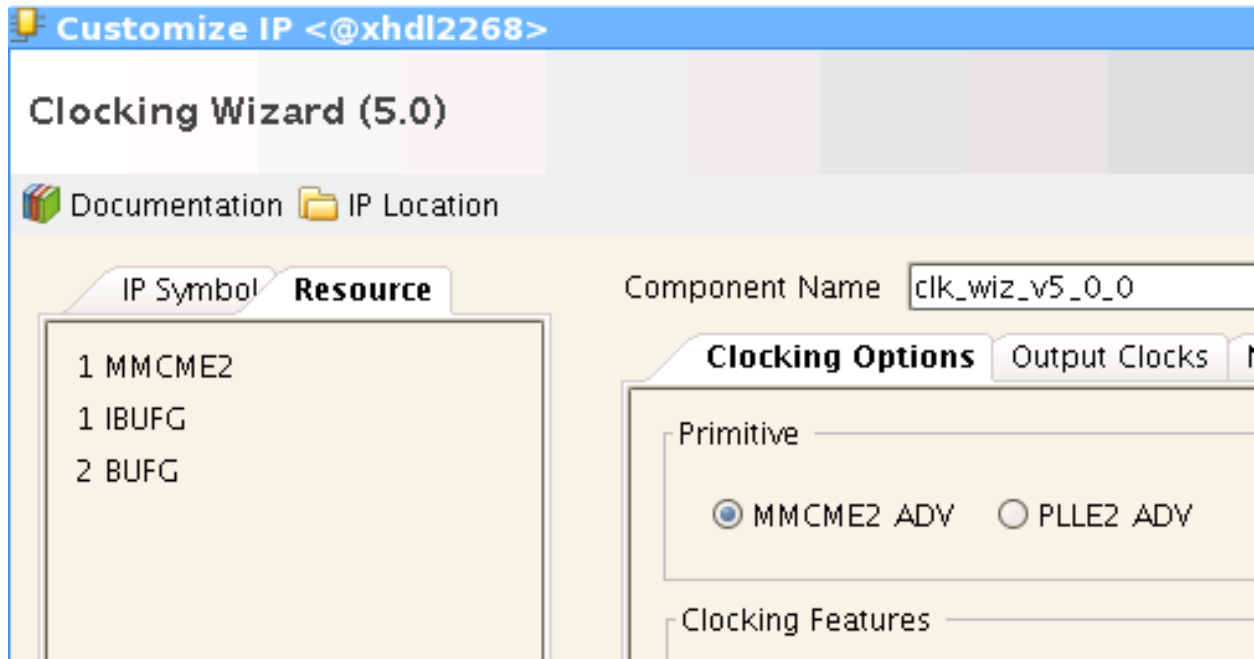 Customize IP <@xhdl2268>
Clocking Wizard (5.0)
Documentation IP Location
IP Symbol Resource
Component Name clk_wiz_v5_0_0
1 MMCME2
1 IBUFG
2 BUFG
Clocking Options Output Clocks
Primitive
MMCME2 ADV PLLE2 ADV
Clocking Features